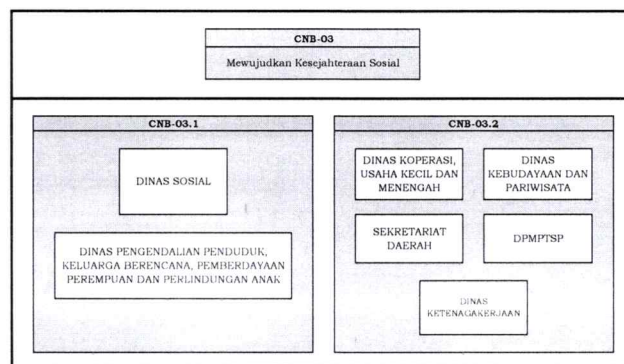 CNB-03
Mewujudkan Kesejahteraan Sosial
CNB-03.1
DINAS SOSIAL
DINAS PENGENDALIAN PENDUDUK,
KELUARGA BERENCANA, PEMBERDAYAAN
PEREMPUAN DAN PERLINDUNGAN ANAK
CNB-03.2
DINAS KOPERASI,
USAHA KECIL DAN
MENENGAH
DINAS
KEBUDAYAAN DAN
PARIWISATA
SEKRETARIAT
DAERAH
DPMPTSP
DINAS
KETENAGAKERJAAN